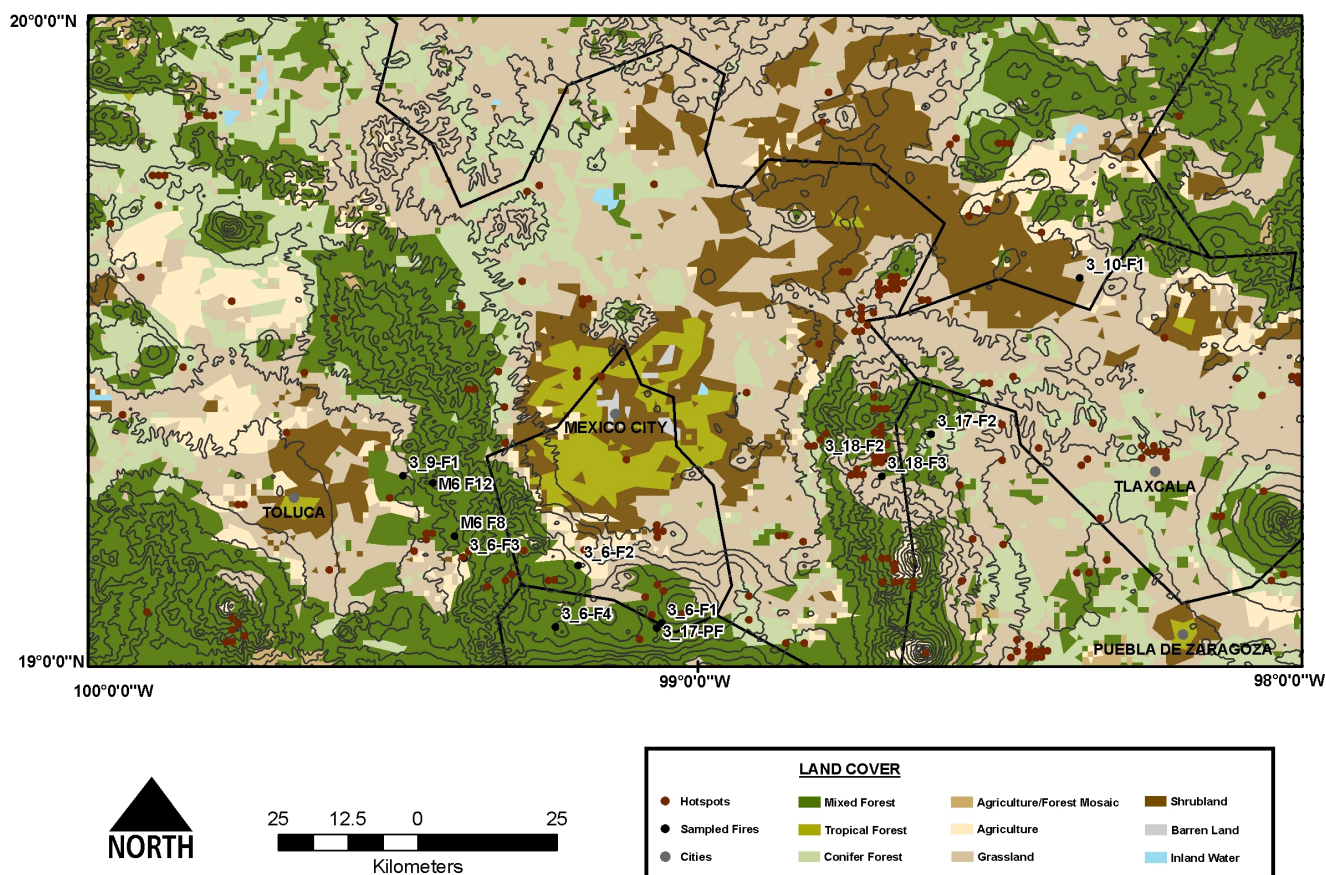 20°0'0"N
3_10-F1
3_17-F2
MEXICO CITY
3_18-F2
3_9-F1
3_18-F3
M6 F12
TLAXCALA
TOLUCA
M6 F8
3_6-F3
3_6-F2
3_6-F4
3_6-F1
3_17-PF
PUEBLA DE ZARAGOZA
19°0'0"N
100°0'0"W
99°0'0"W
98°0'0"W
NORTH
25 12.5 0 25
Kilometers
LAND COVER
Hotspots Mixed Forest Agriculture/Forest Mosaic Shrubland
Sampled Fires Tropical Forest Agriculture Barren Land
Cities Conifer Forest Grassland Inland Water